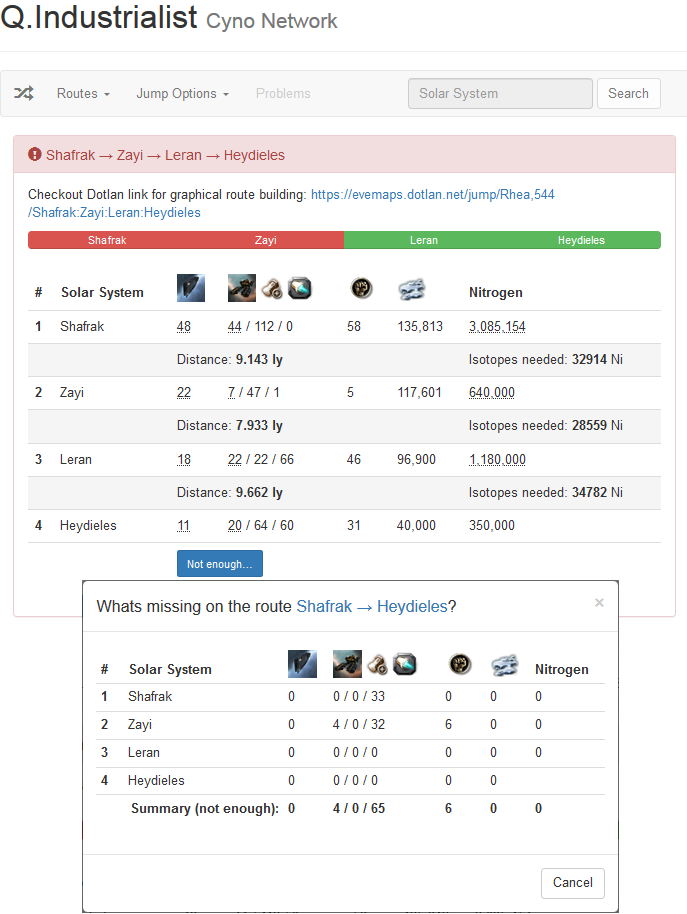 Q.Industrialist Cyno Network
Routes Jump Options Problems Solar System Search
Shafrak → Zayi → Leran → Heydieles
Checkout Dotlan link for graphical route building: https://evemaps.dotlan.net/jump/Rhea,544
/Shafrak:Zayi:Leran:Heydieles
Shafrak Zayi Leran Heydieles
# Solar System Nitrogen
1 Shafrak 48 44 / 112 / 0 58 135,813 3,085,154
Distance: 9.143 ly Isotopes needed: 32914 Ni
2 Zayi 22 7 / 47 / 1 5 117,601 640,000
Distance: 7.933 ly Isotopes needed: 28559 Ni
3 Leran 18 22 / 22 / 66 46 96,900 1,180,000
Distance: 9.662 ly Isotopes needed: 34782 Ni
4 Heydieles 11 20 / 64 / 60 31 40,000 350,000
Not enough...
Whats missing on the route Shafrak → Heydieles? ×
# Solar System Nitrogen
1 Shafrak 0 0 / 0 / 33 0 0 0
2 Zayi 0 4 / 0 / 32 6 0 0
3 Leran 0 0 / 0 / 0 0 0 0
4 Heydieles 0 0 / 0 / 0 0 0
Summary (not enough): 0 4 / 0 / 65 6 0 0
Cancel